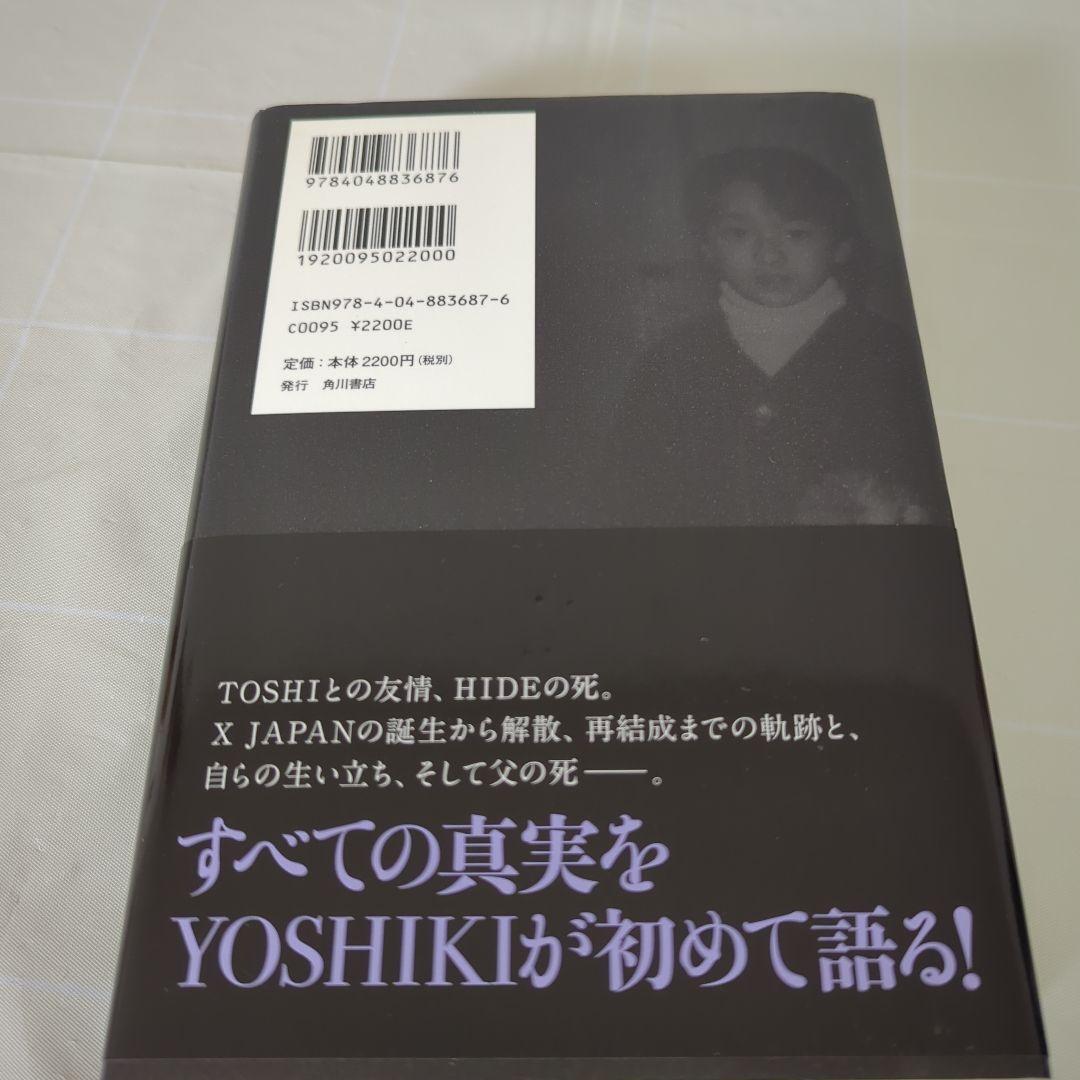 9784048836876
1920095022000
ISBN978-4-04-883687-6
C0095 ¥2200E
定価:本体2200円(税別)
発行 角川書店
TOSHIとの友情、HIDEの死。
X JAPANの誕生から解散、再結成までの軌跡と、
自らの生い立ち、そして父の死――。
すべての真実を
YOSHIKIが初めて語る!